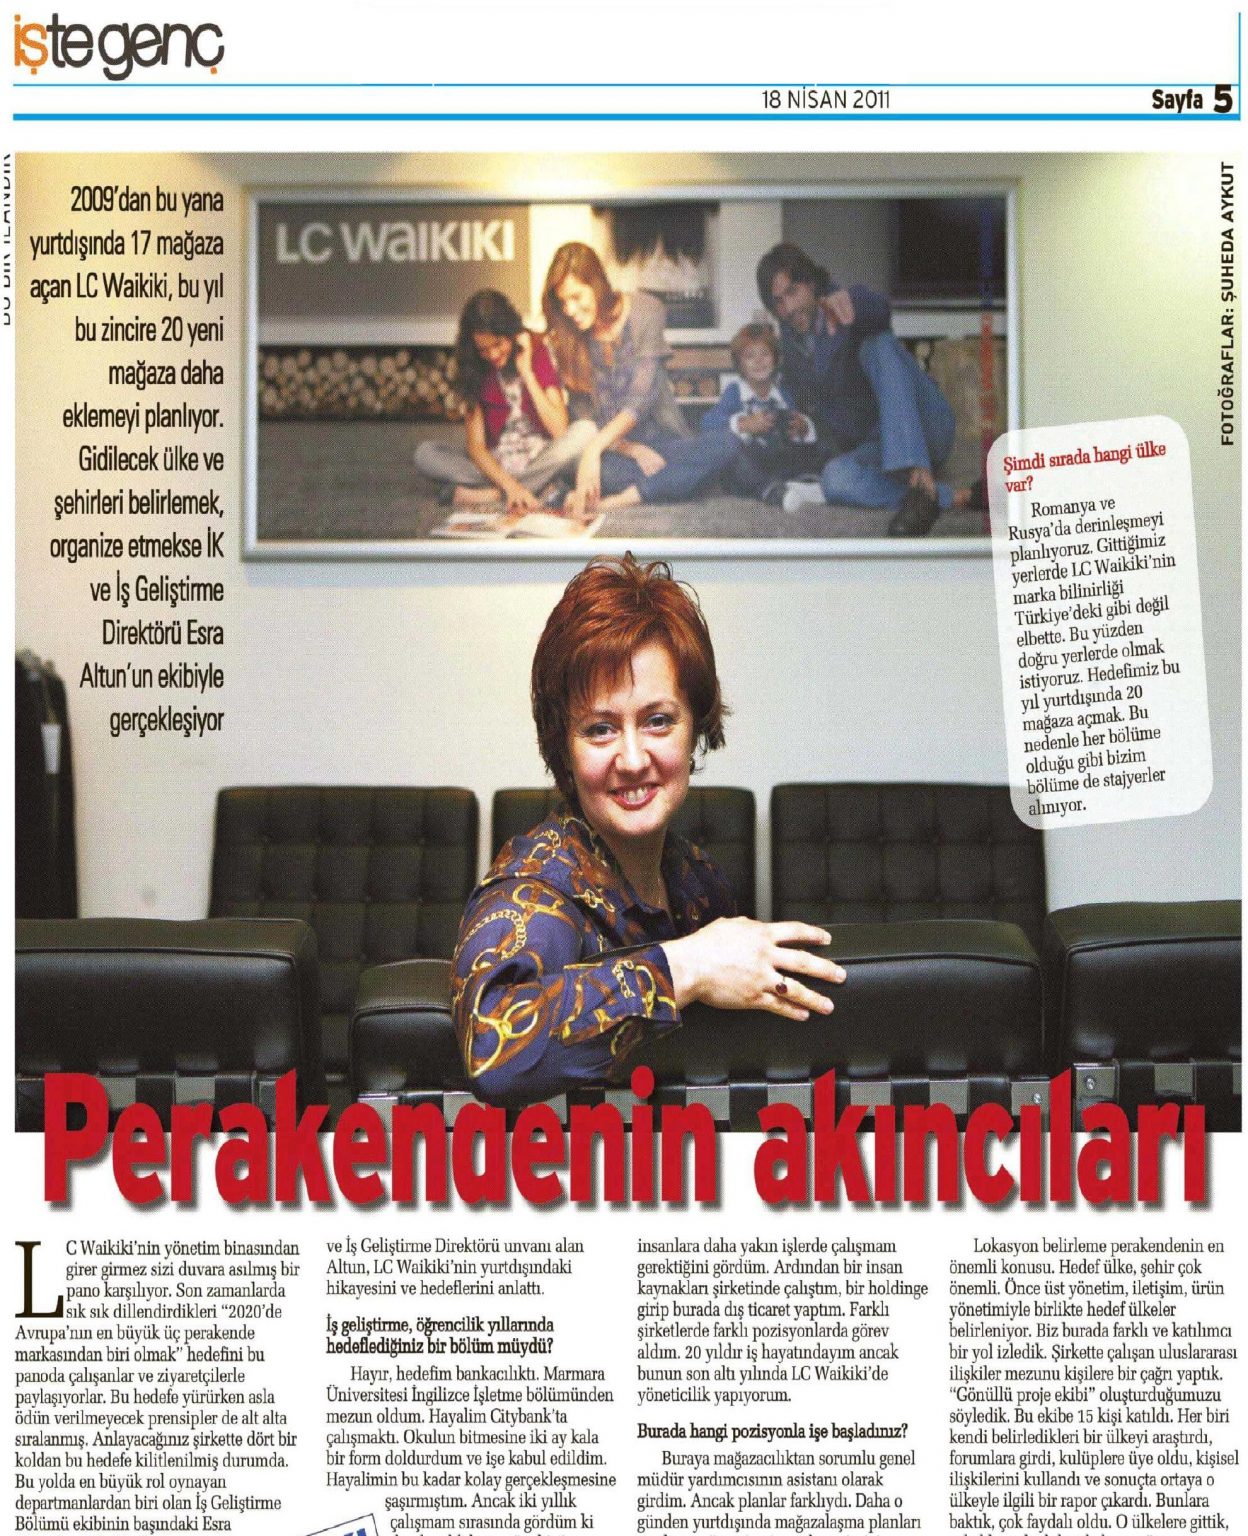 işte genç
18 NİSAN 2011
Sayfa 5
2009'dan bu yana
yurtdışında 17 mağaza
açan LC Waikiki, bu yıl
bu zincire 20 yeni
mağaza daha
eklemeyi planlıyor.
Gidilecek ülke ve
şehirleri belirlemek,
organize etmekse İK
ve İş Geliştirme
Direktörü Esra
Altun'un ekibiyle
gerçekleşiyor
LC WAIKIKI
FOTOĞRAFLAR: ŞUHEDA AYKUT
Şimdi sırada hangi ülke
var?
Romanya ve
Rusya'da derinleşmeyi
planlıyoruz. Gittiğimiz
yerlerde LC Waikiki'nin
marka bilinirliği
Türkiye'deki gibi değil
elbette. Bu yüzden
doğru yerlerde olmak
istiyoruz. Hedefimiz bu
yıl yurtdışında 20
mağaza açmak. Bu
nedenle her bölüme
olduğu gibi bizim
bölüme de stajyerler
alınıyor.
Perakendenin akıncıları
LC Waikiki'nin yönetim binasından
girer girmez sizi duvara asılmış bir
pano karşılıyor. Son zamanlarda
sık sık dillendirdikleri “2020'de
Avrupa'nın en büyük üç perakende
markasından biri olmak” hedefini bu
panoda çalışanlar ve ziyaretçilerle
paylaşıyorlar. Bu hedefe yürürken asla
ödün verilmeyecek prensipler de alt alta
sıralanmış. Anlayacağınız şirkette dört bir
koldan bu hedefe kilitlenilmiş durumda.
Bu yolda en büyük rol oynayan
departmanlardan biri olan İş Geliştirme
Bölümü ekibinin başındaki Esra
ve İş Geliştirme Direktörü unvanı alan
Altun, LC Waikiki'nin yurtdışındaki
hikayesini ve hedeflerini anlattı.
İş geliştirme, öğrencilik yıllarında
hedeflediğiniz bir bölüm müydü?
Hayır, hedefim bankacılıktı. Marmara
Üniversitesi İngilizce İşletme bölümünden
mezun oldum. Hayalim Citybank'ta
çalışmaktı. Okulun bitmesine iki ay kala
bir form doldurdum ve işe kabul edildim.
Hayalimin bu kadar kolay gerçekleşmesine
şaşırmıştım. Ancak iki yıllık
çalışmam sırasında gördüm ki
insanlara daha yakın işlerde çalışmam
gerektiğini gördüm. Ardından bir insan
kaynakları şirketinde çalıştım, bir holdinge
girip burada dış ticaret yaptım. Farklı
şirketlerde farklı pozisyonlarda görev
aldım. 20 yıldır iş hayatındayım ancak
bunun son altı yılında LC Waikiki'de
yöneticilik yapıyorum.
Burada hangi pozisyonla işe başladınız?
Buraya mağazacılıktan sorumlu genel
müdür yardımcısının asistanı olarak
girdim. Ancak planlar farklıydı. Daha o
günden yurtdışında mağazalaşma planları
Lokasyon belirleme perakendenin en
önemli konusu. Hedef ülke, şehir çok
önemli. Önce üst yönetim, iletişim, ürün
yönetimiyle birlikte hedef ülkeler
belirleniyor. Biz burada farklı ve katılımcı
bir yol izledik. Şirkette çalışan uluslararası
ilişkiler mezunu kişilere bir çağrı yaptık.
“Gönüllü proje ekibi” oluşturduğumuzu
söyledik. Bu ekibe 15 kişi katıldı. Her biri
kendi belirledikleri bir ülkeyi araştırdı,
forumlara girdi, kulüplere üye oldu, kişisel
ilişkilerini kullandı ve sonuçta ortaya o
ülkeyle ilgili bir rapor çıkardı. Bunlara
baktık, çok faydalı oldu. O ülkelere gittik,